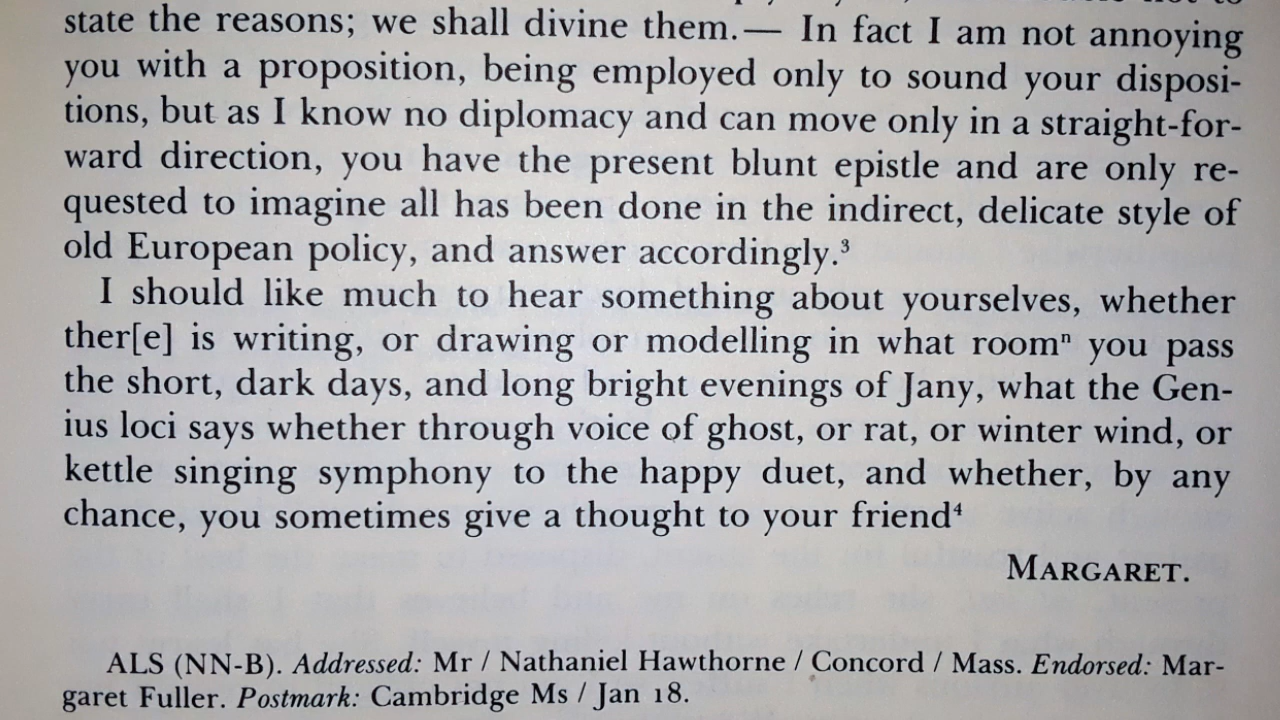 state the reasons; we shall divine them.— In fact I am not annoying
you with a proposition, being employed only to sound your disposi-
tions, but as I know no diplomacy and can move only in a straight-for-
ward direction, you have the present blunt epistle and are only re-
quested to imagine all has been done in the indirect, delicate style of
old European policy, and answer accordingly.³
I should like much to hear something about yourselves, whether
ther[e] is writing, or drawing or modelling in what roomⁿ you pass
the short, dark days, and long bright evenings of Jany, what the Gen-
ius loci says whether through voice of ghost, or rat, or winter wind, or
kettle singing symphony to the happy duet, and whether, by any
chance, you sometimes give a thought to your friend⁴
MARGARET.
ALS (NN-B). Addressed: Mr / Nathaniel Hawthorne / Concord / Mass. Endorsed: Mar-
garet Fuller. Postmark: Cambridge Ms / Jan 18.